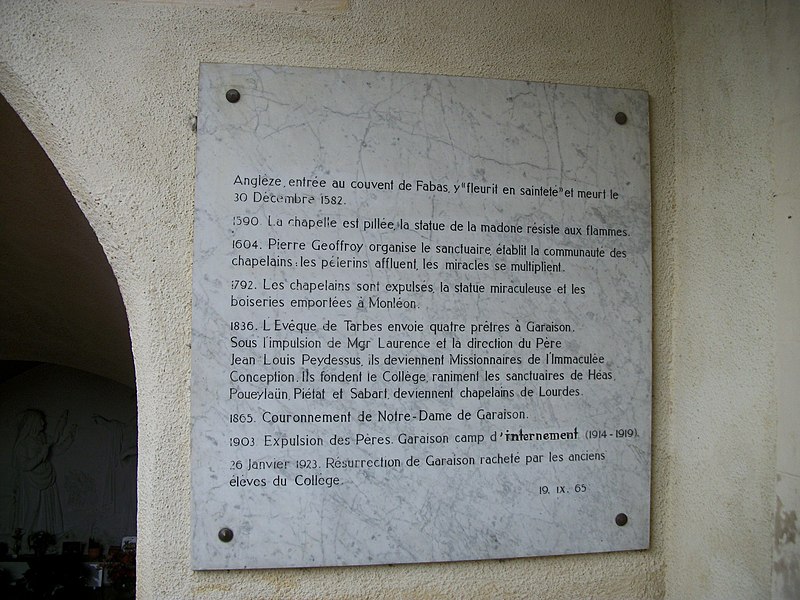 Anglèze, entrée au couvent de Fabas, y "fleurit en sainteté" et meurt le
30 Décembre 1582.
1590. La chapelle est pillée, la statue de la madone résiste aux flammes.
1604. Pierre Geoffroy organise le sanctuaire, établit la communauté des
chapelains: les pélerins affluent, les miracles se multiplient.
1792. Les chapelains sont expulsés, la statue miraculeuse et les
boiseries emportées à Monléon.
1836. L'Evêque de Tarbes envoie quatre prêtres à Garaison.
Sous l'impulsion de Mgr Laurence et la direction du Père
Jean Louis Peydessus, ils deviennent Missionnaires de l'Immaculée
Conception. Ils fondent le Collège, raniment les sanctuaires de Héas,
Poueylaün, Piétat et Sabart, deviennent chapelains de Lourdes.
1865. Couronnement de Notre-Dame de Garaison.
1903. Expulsion des Pères. Garaison camp d'internement (1914-1919).
26 Janvier 1923. Résurrection de Garaison racheté par les anciens
élèves du Collège.
19. IX. 65